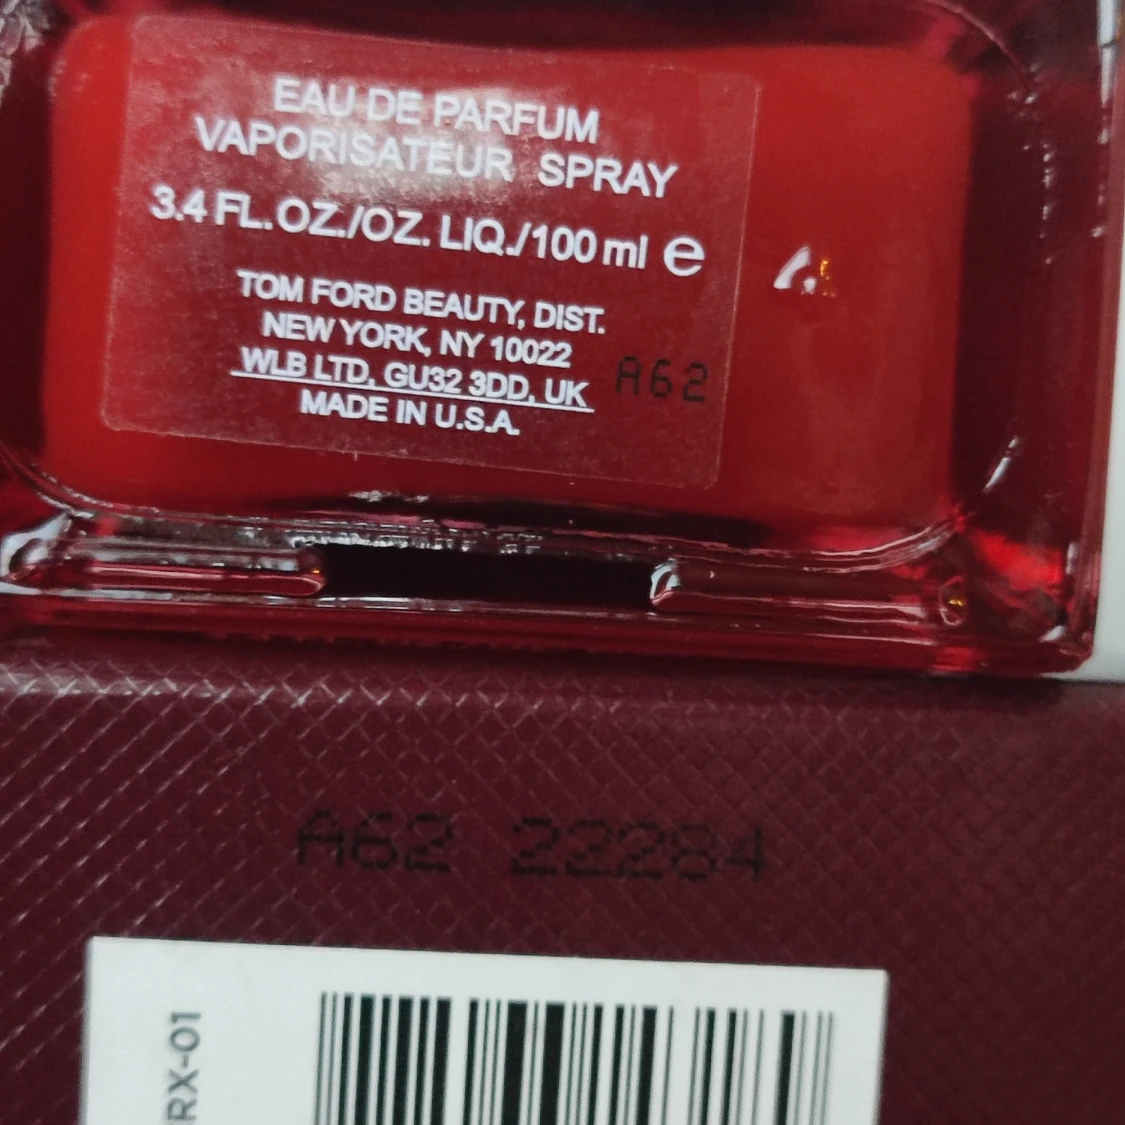 EAU DE PARFUM
VAPORISATEUR SPRAY
3.4 FL.OZ./OZ. LIQ./100 ml ℮
TOM FORD BEAUTY, DIST.
NEW YORK, NY 10022
WLB LTD, GU32 3DD, UK
A62
MADE IN U.S.A.
A62 22284
RX-01